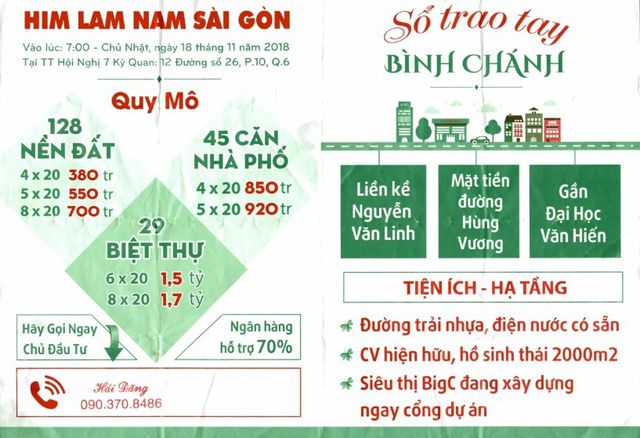 HIM LAM NAM SÀI GÒN
Vào lúc: 7:00 - Chủ Nhật, ngày 18 tháng 11 năm 2018
Tại TT Hội Nghị 7 Kỳ Quan: 12 Đường số 26, P.10, Q.6
Quy Mô
128
NỀN ĐẤT
4 x 20 380 tr
5 x 20 550 tr
8 x 20 700 tr
45 CĂN
NHÀ PHỐ
4 x 20 850 tr
5 x 20 920 tr
29
BIỆT THỰ
6 x 20 1,5 tỷ
8 x 20 1,7 tỷ
Hãy Gọi Ngay
Chủ Đầu Tư
Ngân hàng
hỗ trợ 70%
Hải Đăng
090.370.8486
Sổ trao tay
BÌNH CHÁNH
Liền kề
Nguyễn
Văn Linh
Mặt tiền
đường
Hùng
Vương
Gần
Đại Học
Văn Hiến
TIỆN ÍCH - HẠ TẦNG
Đường trải nhựa, điện nước có sẵn
CV hiện hữu, hồ sinh thái 2000m2
Siêu thị BigC đang xây dựng
ngay cổng dự án